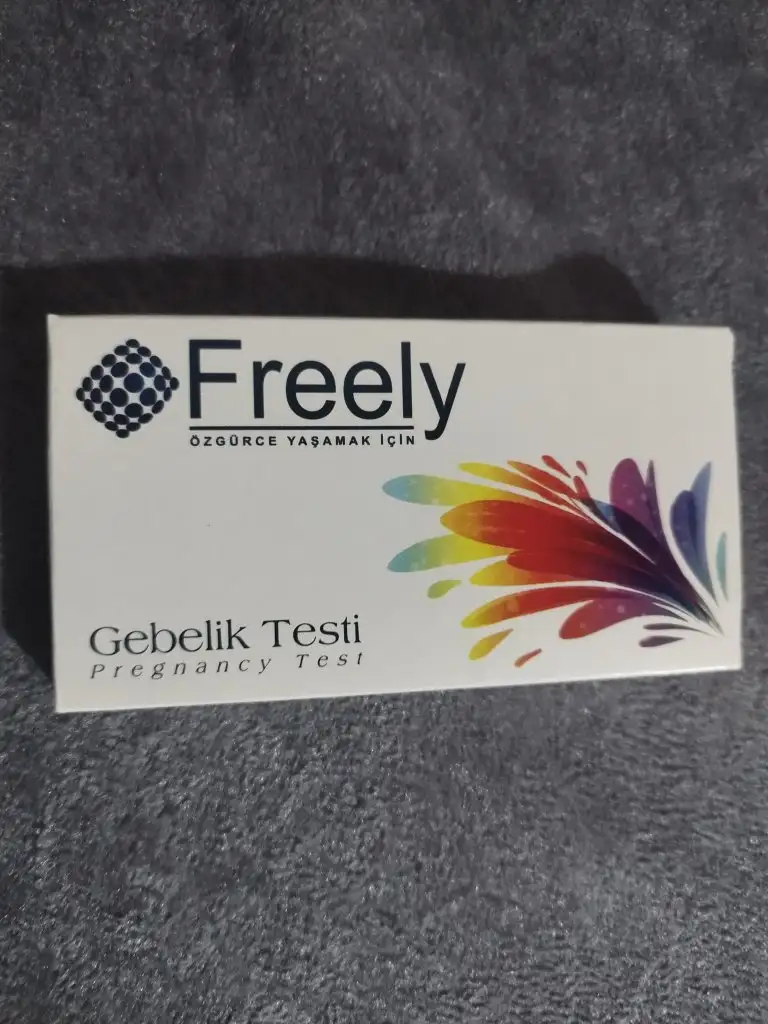 Freely
ÖZGÜRCE YAŞAMAK İÇİN
Gebelik Testi
Pregnancy Test